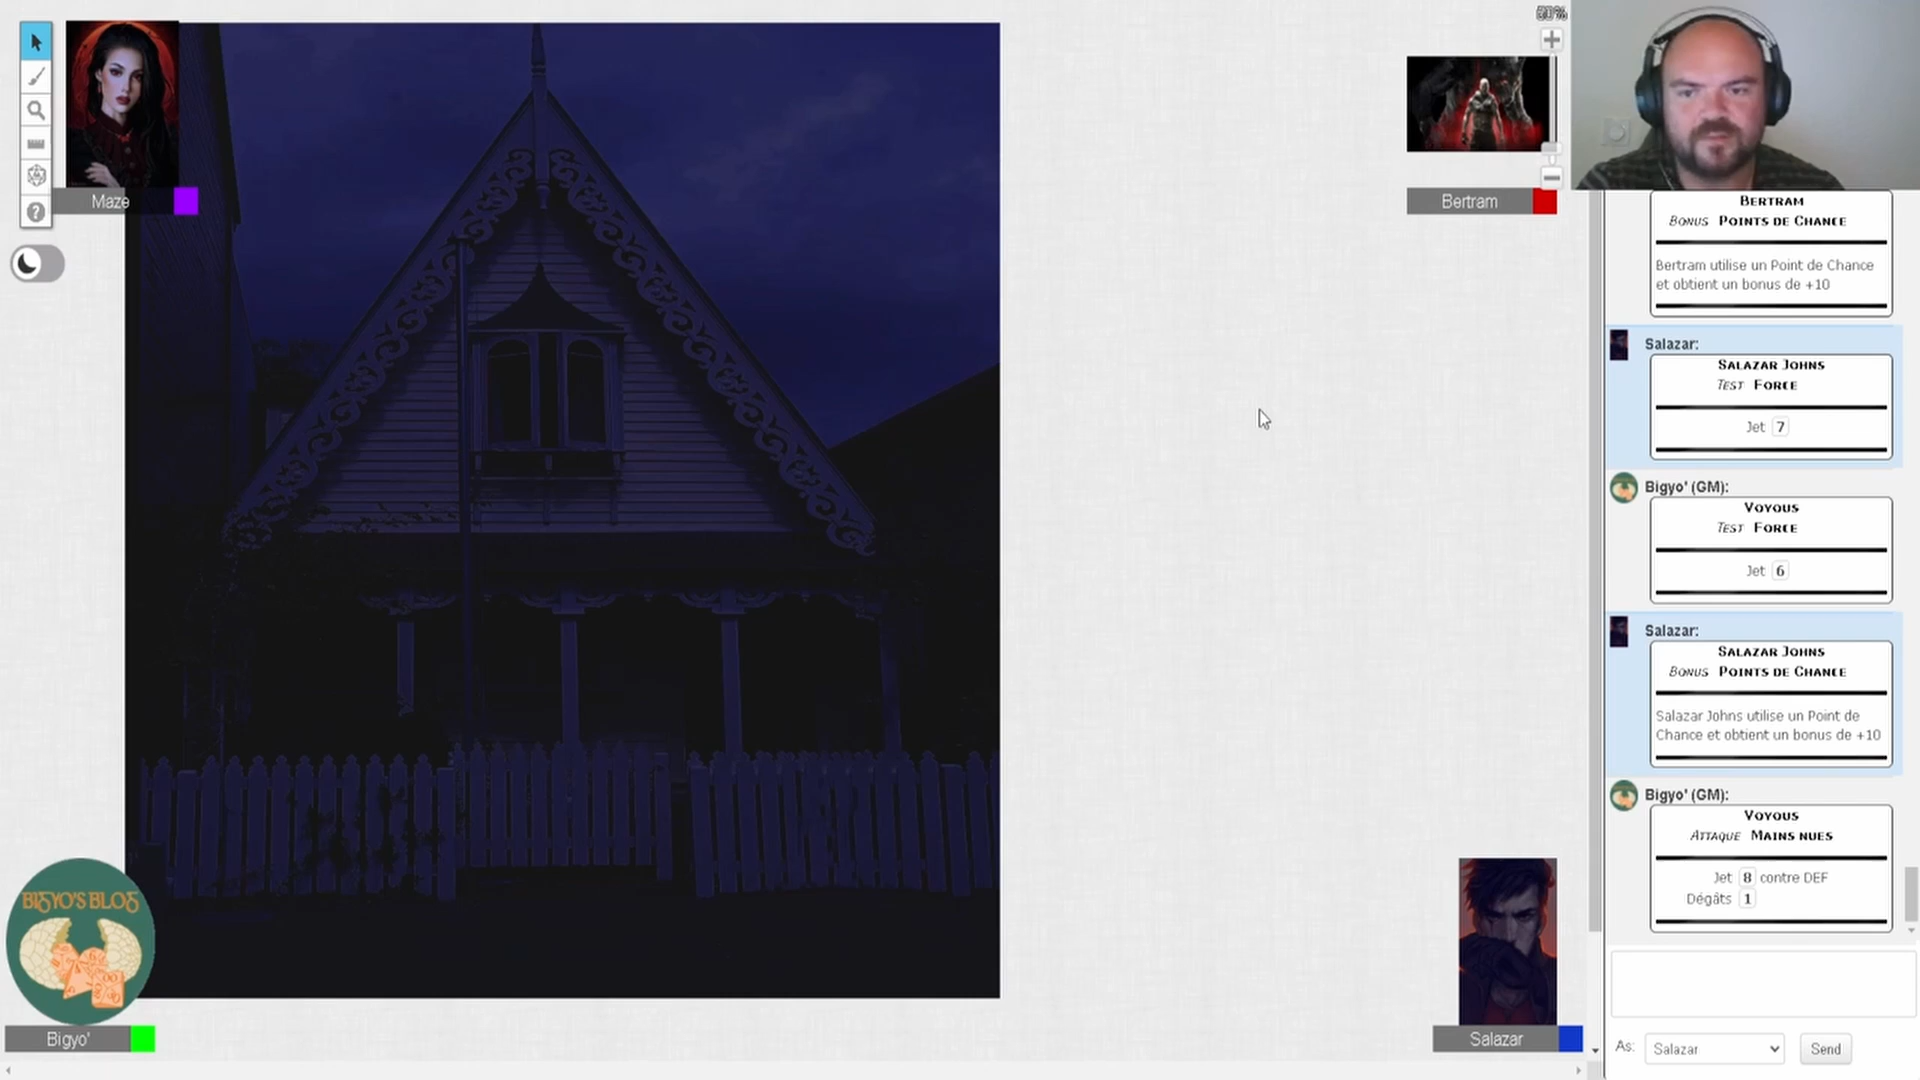 Maze
Bertram
BIGYO'S BLOG
Bigyo'
Salazar
BERTRAM
BONUS POINTS DE CHANCE
Bertram utilise un Point de Chance
et obtient un bonus de +10
Salazar:
SALAZAR JOHNS
TEST FORCE
Jet 7
Bigyo' (GM):
VOYOUS
TEST FORCE
Jet 6
Salazar:
SALAZAR JOHNS
BONUS POINTS DE CHANCE
Salazar Johns utilise un Point de
Chance et obtient un bonus de +10
Bigyo' (GM):
VOYOUS
ATTAQUE MAINS NUES
Jet 8 contre DEF
Dégâts 1
As: Salazar Send